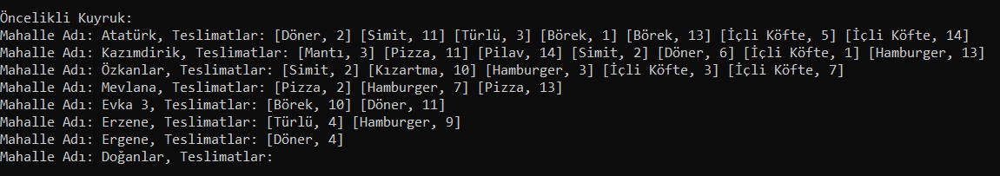 Öncelikli Kuyruk:
Mahalle Adı: Atatürk, Teslimatlar: [Döner, 2] [Simit, 11] [Türlü, 3] [Börek, 1] [Börek, 13] [İçli Köfte, 5] [İçli Köfte, 14]
Mahalle Adı: Kazımdirik, Teslimatlar: [Mantı, 3] [Pizza, 11] [Pilav, 14] [Simit, 2] [Döner, 6] [İçli Köfte, 1] [Hamburger, 13]
Mahalle Adı: Özkanlar, Teslimatlar: [Simit, 2] [Kızartma, 10] [Hamburger, 3] [İçli Köfte, 3] [İçli Köfte, 7]
Mahalle Adı: Mevlana, Teslimatlar: [Pizza, 2] [Hamburger, 7] [Pizza, 13]
Mahalle Adı: Evka 3, Teslimatlar: [Börek, 10] [Döner, 11]
Mahalle Adı: Erzene, Teslimatlar: [Türlü, 4] [Hamburger, 9]
Mahalle Adı: Ergene, Teslimatlar: [Döner, 4]
Mahalle Adı: Doğanlar, Teslimatlar: